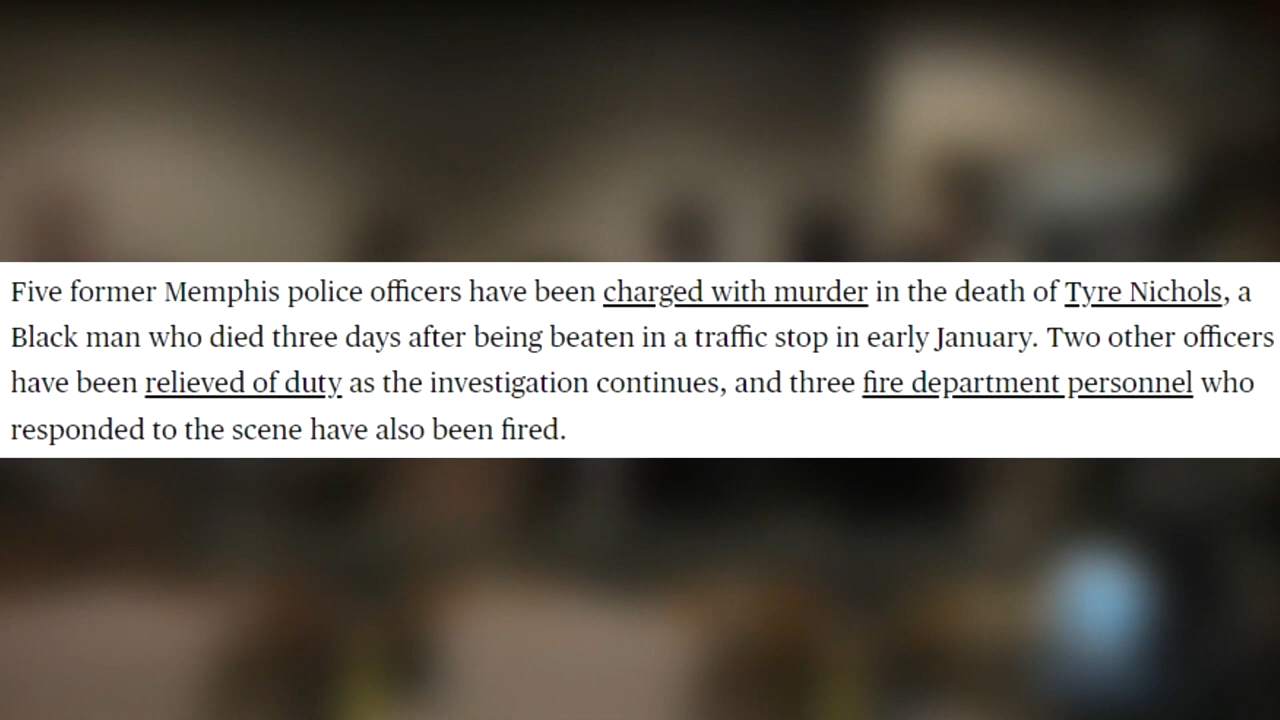 Five former Memphis police officers have been charged with murder in the death of Tyre Nichols, a
Black man who died three days after being beaten in a traffic stop in early January. Two other officers
have been relieved of duty as the investigation continues, and three fire department personnel who
responded to the scene have also been fired.